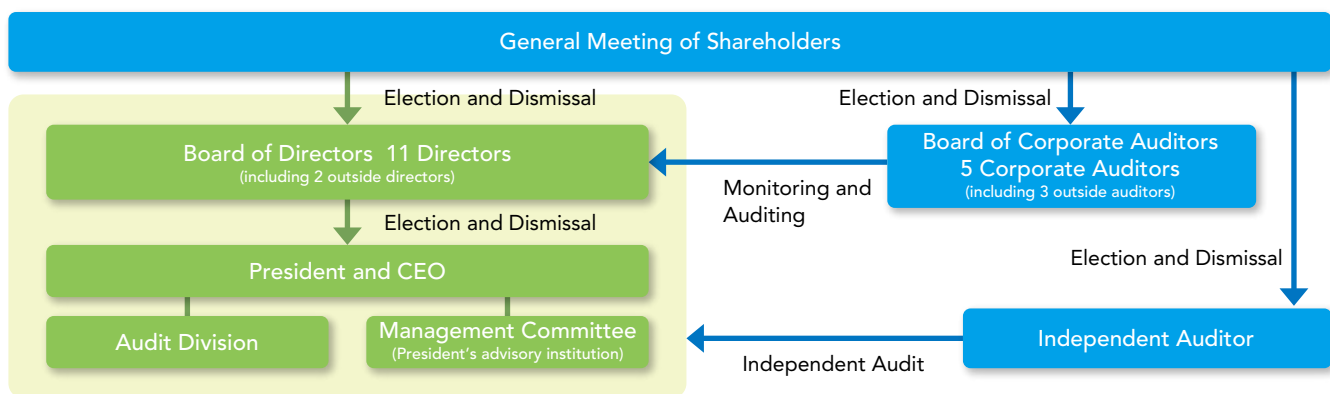 General Meeting of Shareholders
Election and Dismissal
Election and Dismissal
Board of Directors  11 Directors
(including 2 outside directors)
Board of Corporate Auditors
5 Corporate Auditors
(including 3 outside auditors)
Monitoring and
Auditing
Election and Dismissal
President and CEO
Election and Dismissal
Audit Division
Management Committee
(President’s advisory institution)
Independent Audit
Independent Auditor